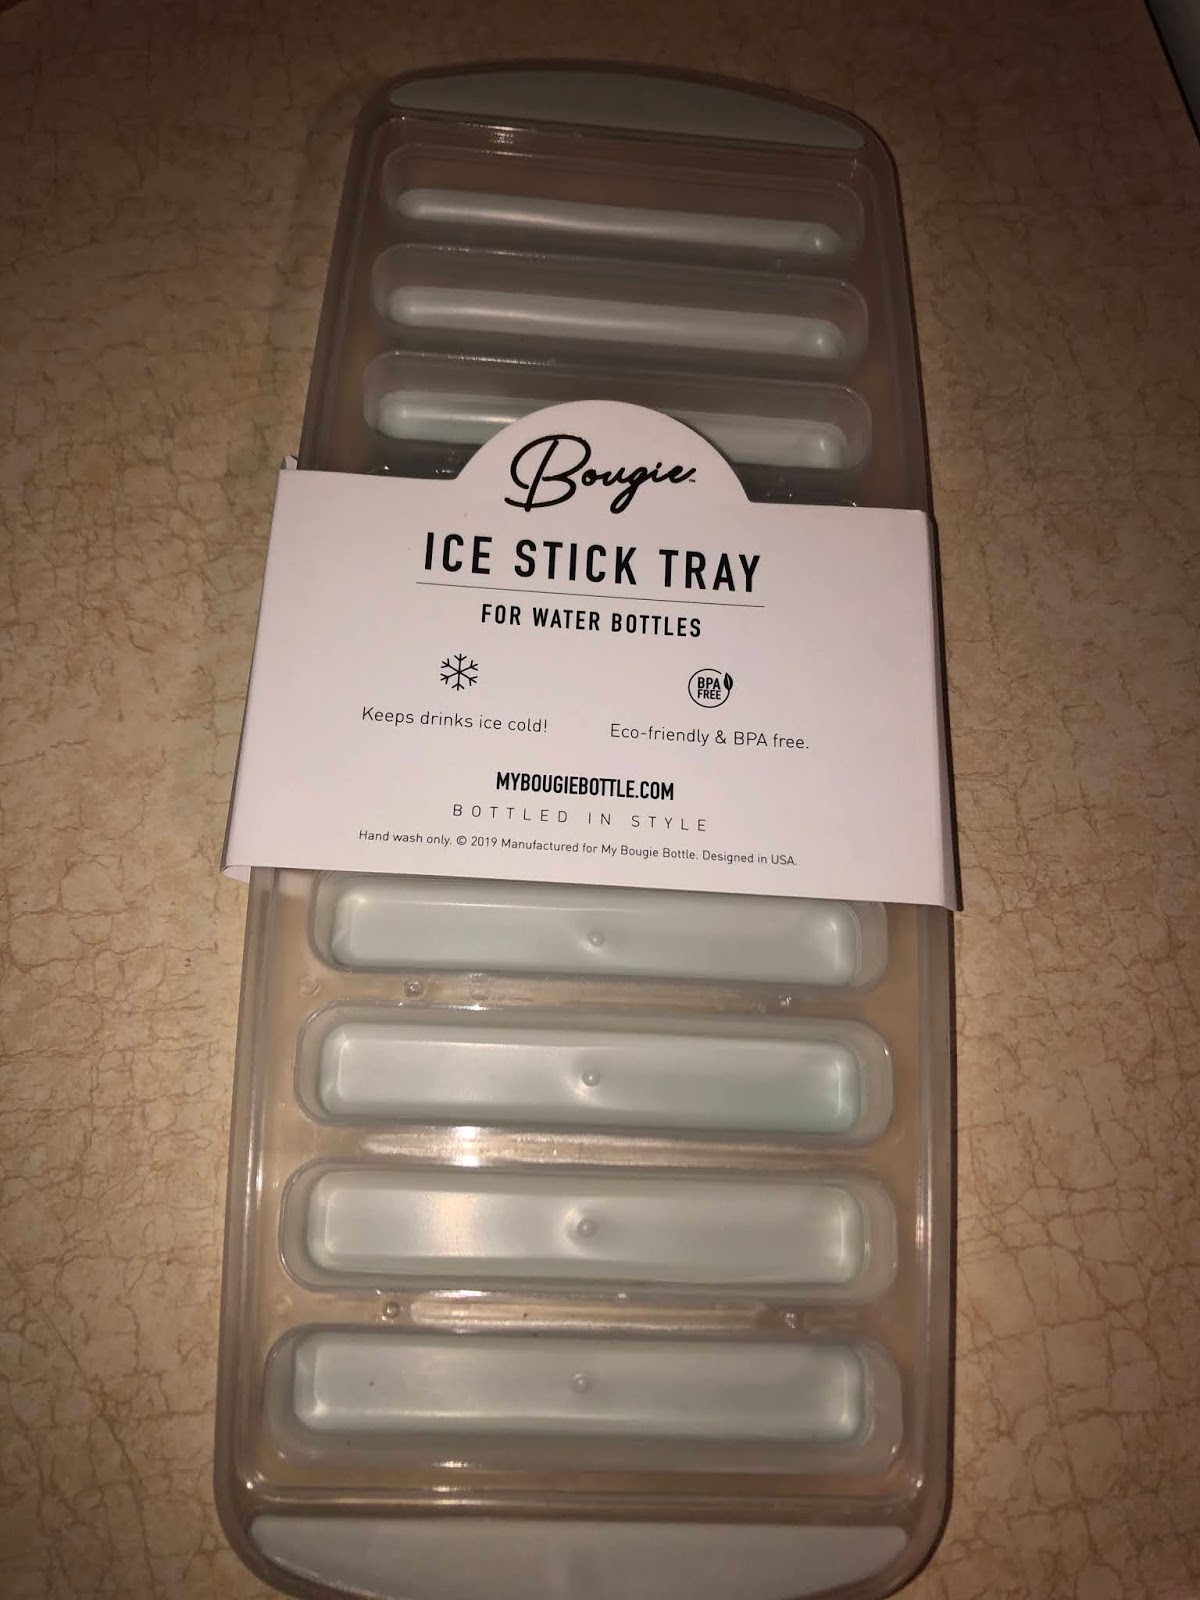 Bougie™
ICE STICK TRAY
FOR WATER BOTTLES
BPA
FREE
Keeps drinks ice cold!
Eco-friendly & BPA free.
MYBOUGIEBOTTLE.COM
BOTTLED IN STYLE
Hand wash only. © 2019 Manufactured for My Bougie Bottle. Designed in USA.